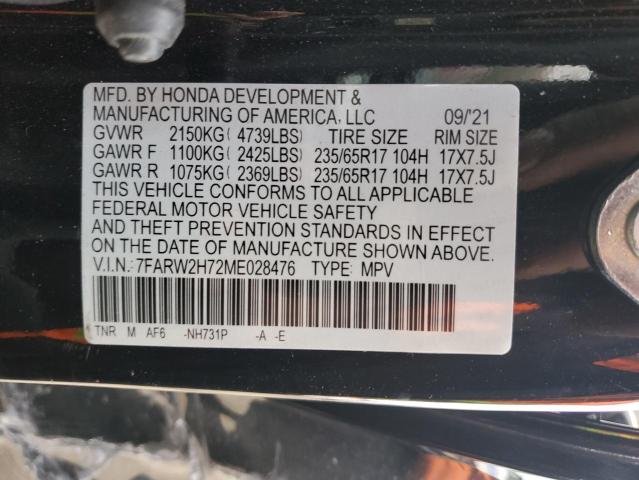 MFD. BY HONDA DEVELOPMENT &
MANUFACTURING OF AMERICA, LLC 09/'21
GVWR 2150KG( 4739LBS) TIRE SIZE RIM SIZE
GAWR F 1100KG( 2425LBS) 235/65R17 104H 17X7.5J
GAWR R 1075KG( 2369LBS) 235/65R17 104H 17X7.5J
THIS VEHICLE CONFORMS TO ALL APPLICABLE
FEDERAL MOTOR VEHICLE SAFETY
AND THEFT PREVENTION STANDARDS IN EFFECT
ON THE DATE OF MANUFACTURE SHOWN ABOVE.
V.I.N.:7FARW2H72ME028476 TYPE: MPV
TNR M AF6 -NH731P -A -E